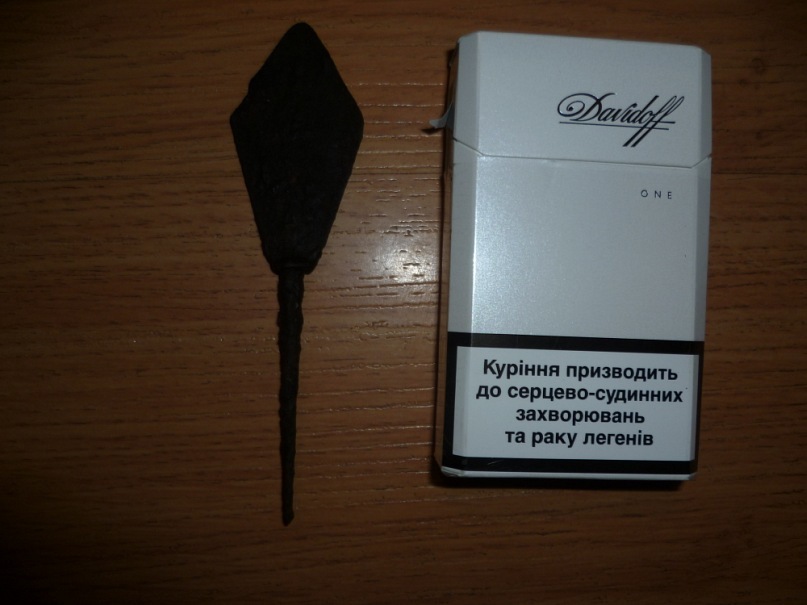 Davidoff
ONE
Куріння призводить
до серцево-судинних
захворювань
та раку легенів